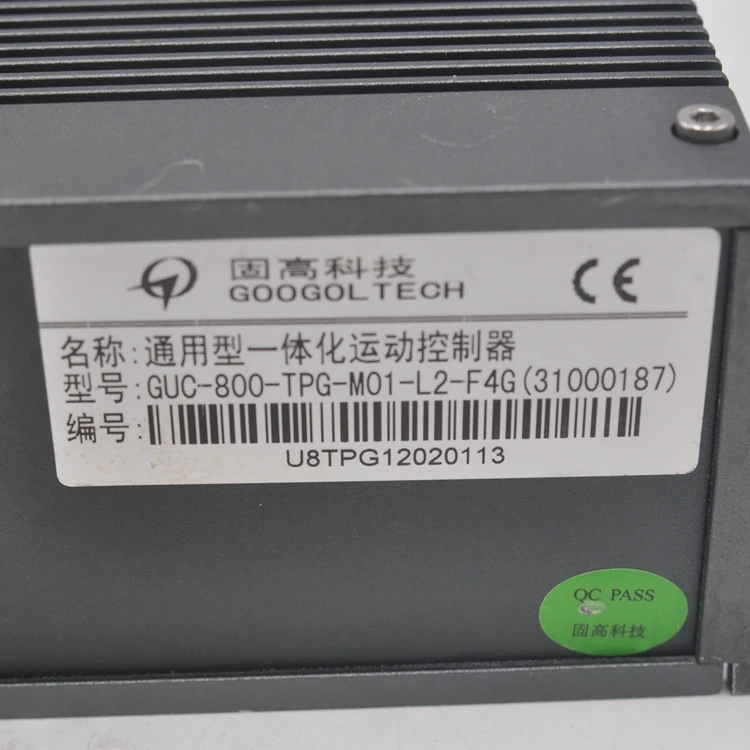 固高科技
GOOGOLTECH
CE
名称:通用型一体化运动控制器
型号:GUC-800-TPG-M01-L2-F4G(31000187)
编号:
U8TPG12020113
QC PASS
固高科技